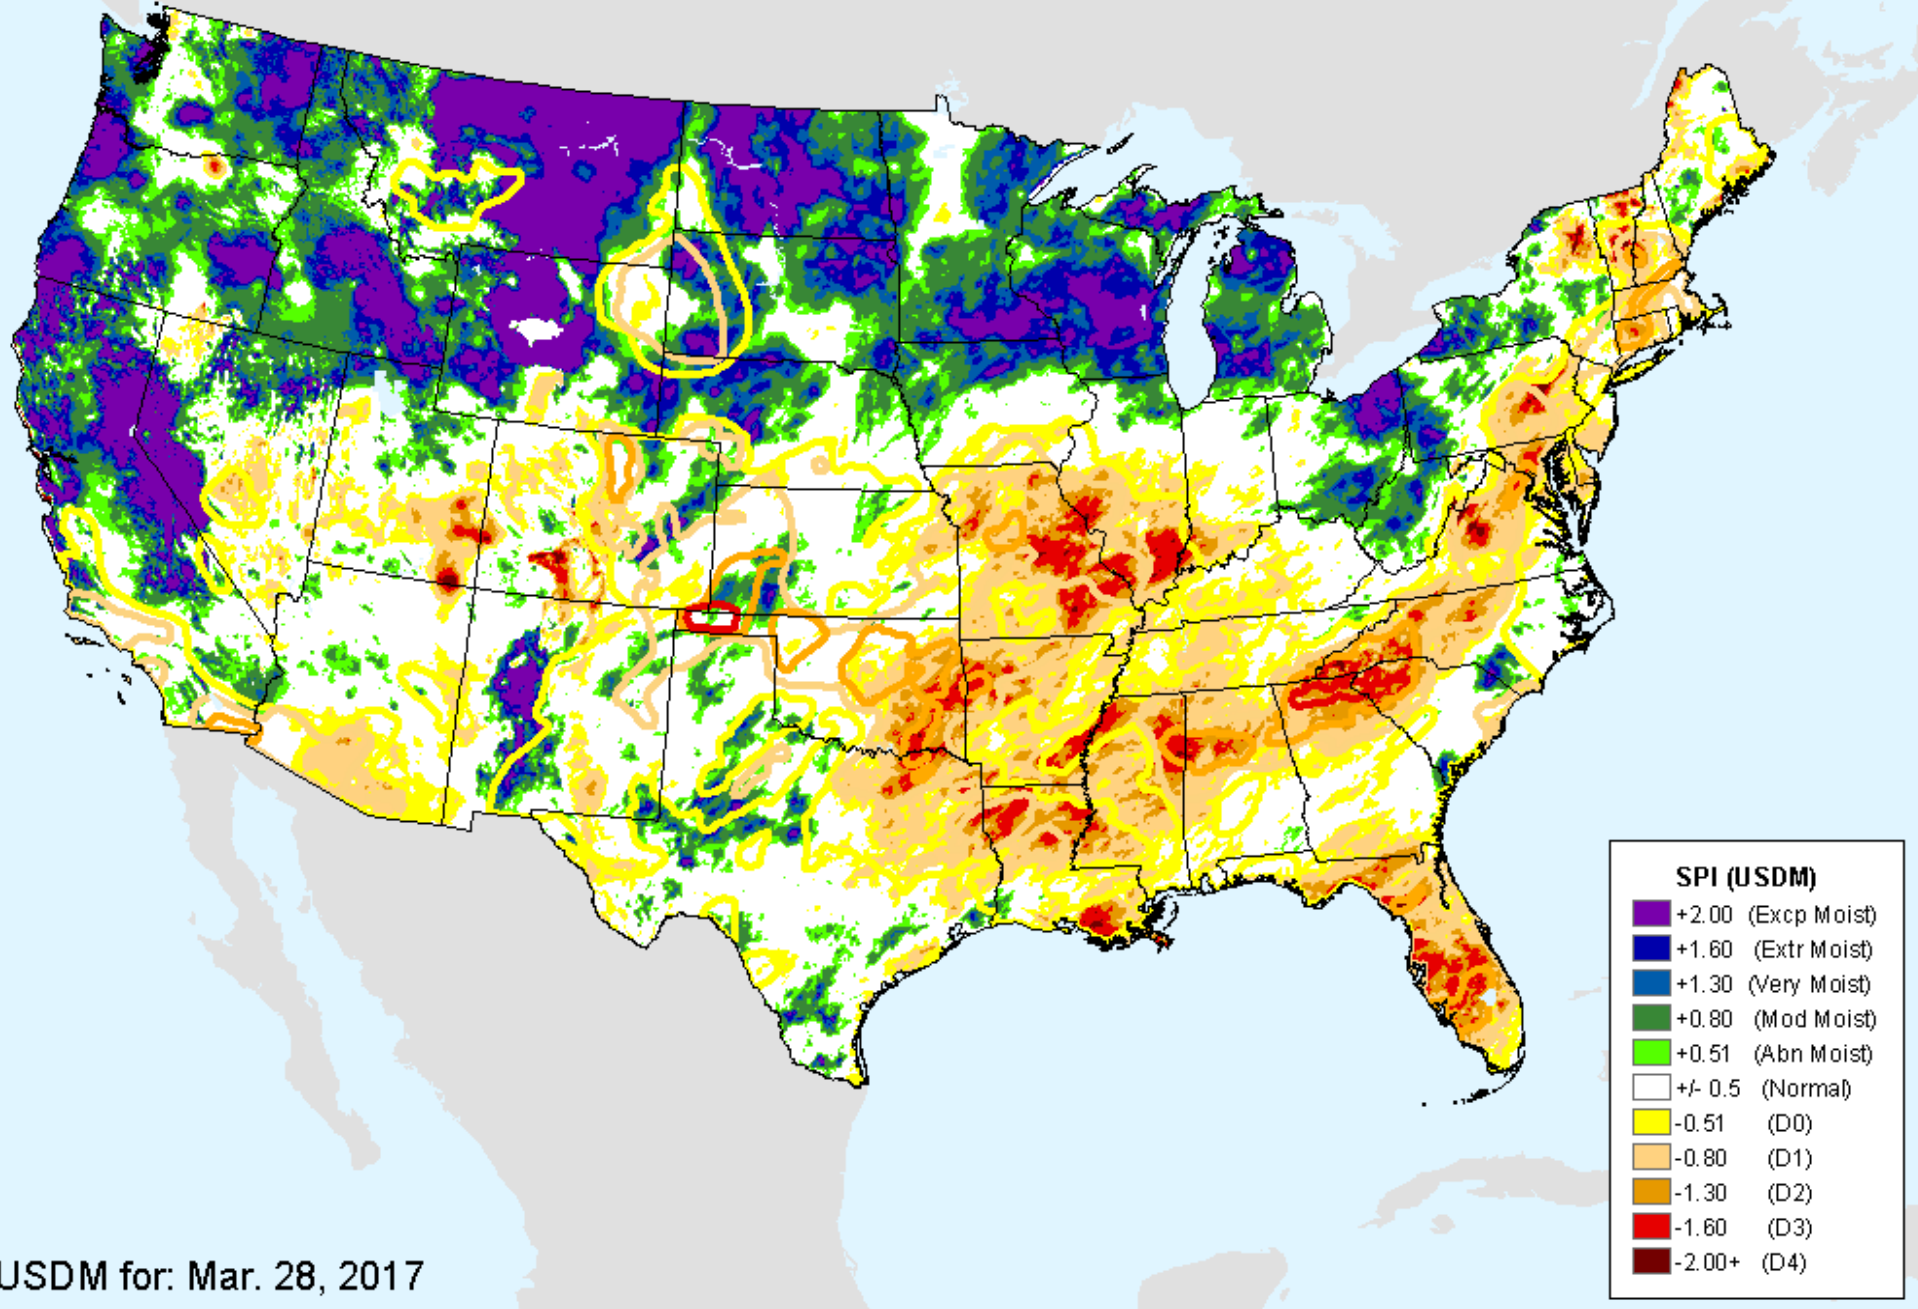 SPI (USDM)
+2.00 (Excp Moist)
+1.60 (Extr Moist)
+1.30 (Very Moist)
+0.80 (Mod Moist)
+0.51 (Abn Moist)
+/- 0.5 (Normal)
-0.51 (D0)
-0.80 (D1)
-1.30 (D2)
-1.60 (D3)
-2.00+ (D4)
USDM for: Mar. 28, 2017